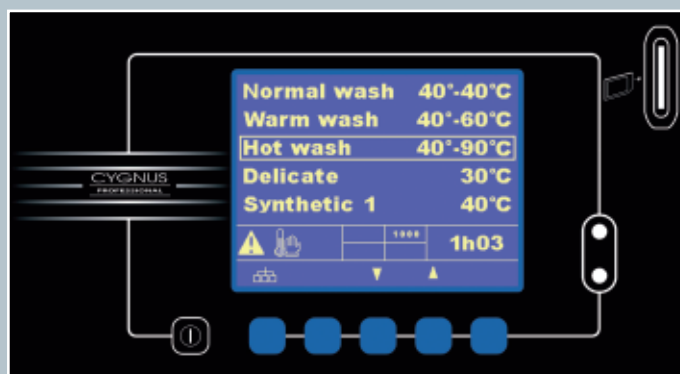 Normal wash 40°-40°C
Warm wash 40°-60°C
Hot wash 40°-90°C
Delicate 30°C
Synthetic 1 40°C
1000
1h03
CYGNUS
PROFESSIONAL